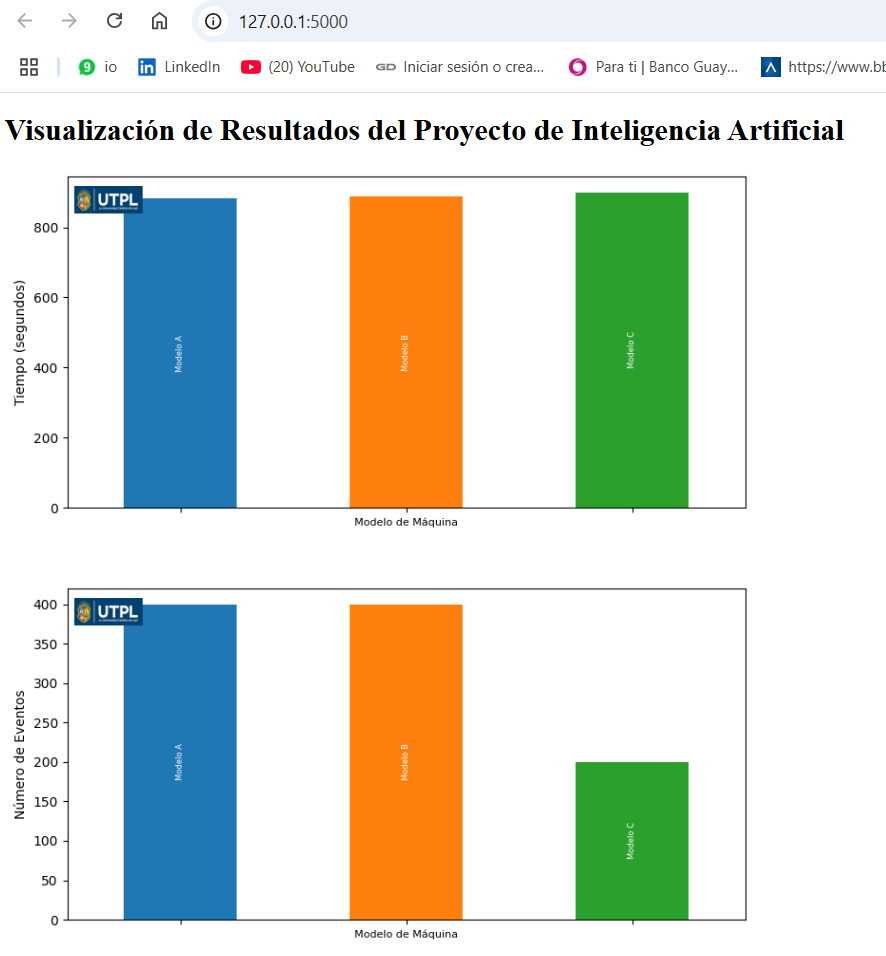 127.0.0.1:5000
9 io in LinkedIn (20) YouTube GD Iniciar sesión o crea... Para ti | Banco Guay... https://www.bb
Visualización de Resultados del Proyecto de Inteligencia Artificial
UTPL
Tiempo (segundos)
800
600
400
200
0
Modelo A
Modelo B
Modelo C
Modelo de Máquina
UTPL
Número de Eventos
400
350
300
250
200
150
100
50
0
Modelo A
Modelo B
Modelo C
Modelo de Máquina